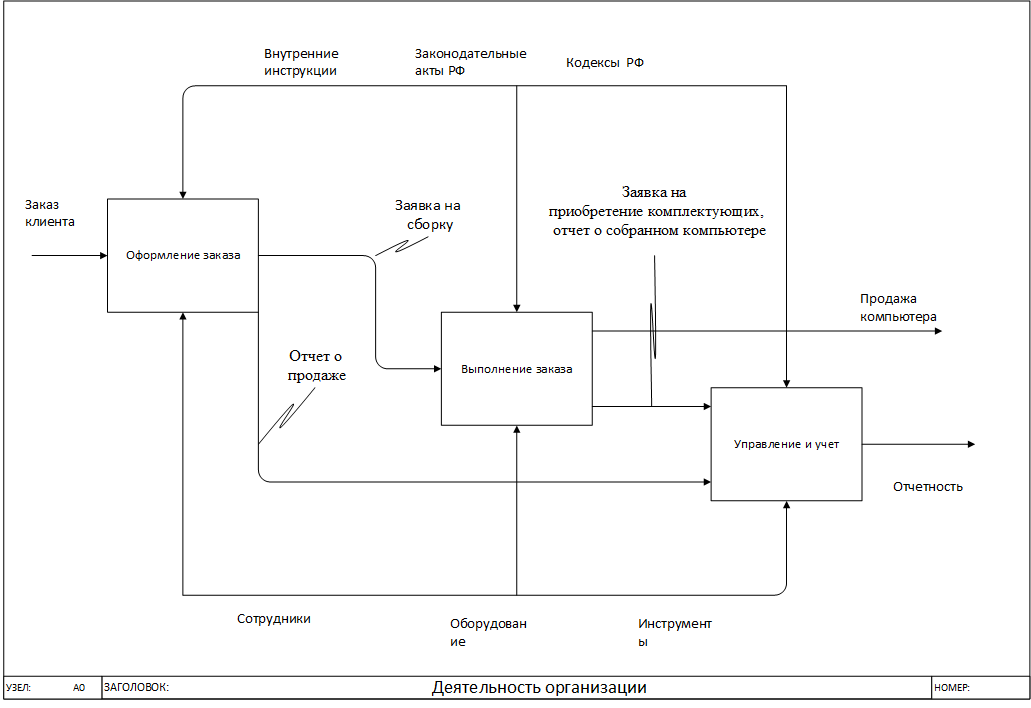 Внутренние
инструкции
Законодательные
акты РФ
Кодексы РФ
Заказ
клиента
Оформление заказа
Заявка на
сборку
Заявка на
приобретение комплектующих,
отчет о собранном компьютере
Продажа
компьютера
Отчет о
продаже
Выполнение заказа
Управление и учет
Отчетность
Сотрудники
Оборудован
ие
Инструмент
ы
УЗЕЛ: A0 ЗАГОЛОВОК: Деятельность организации НОМЕР: